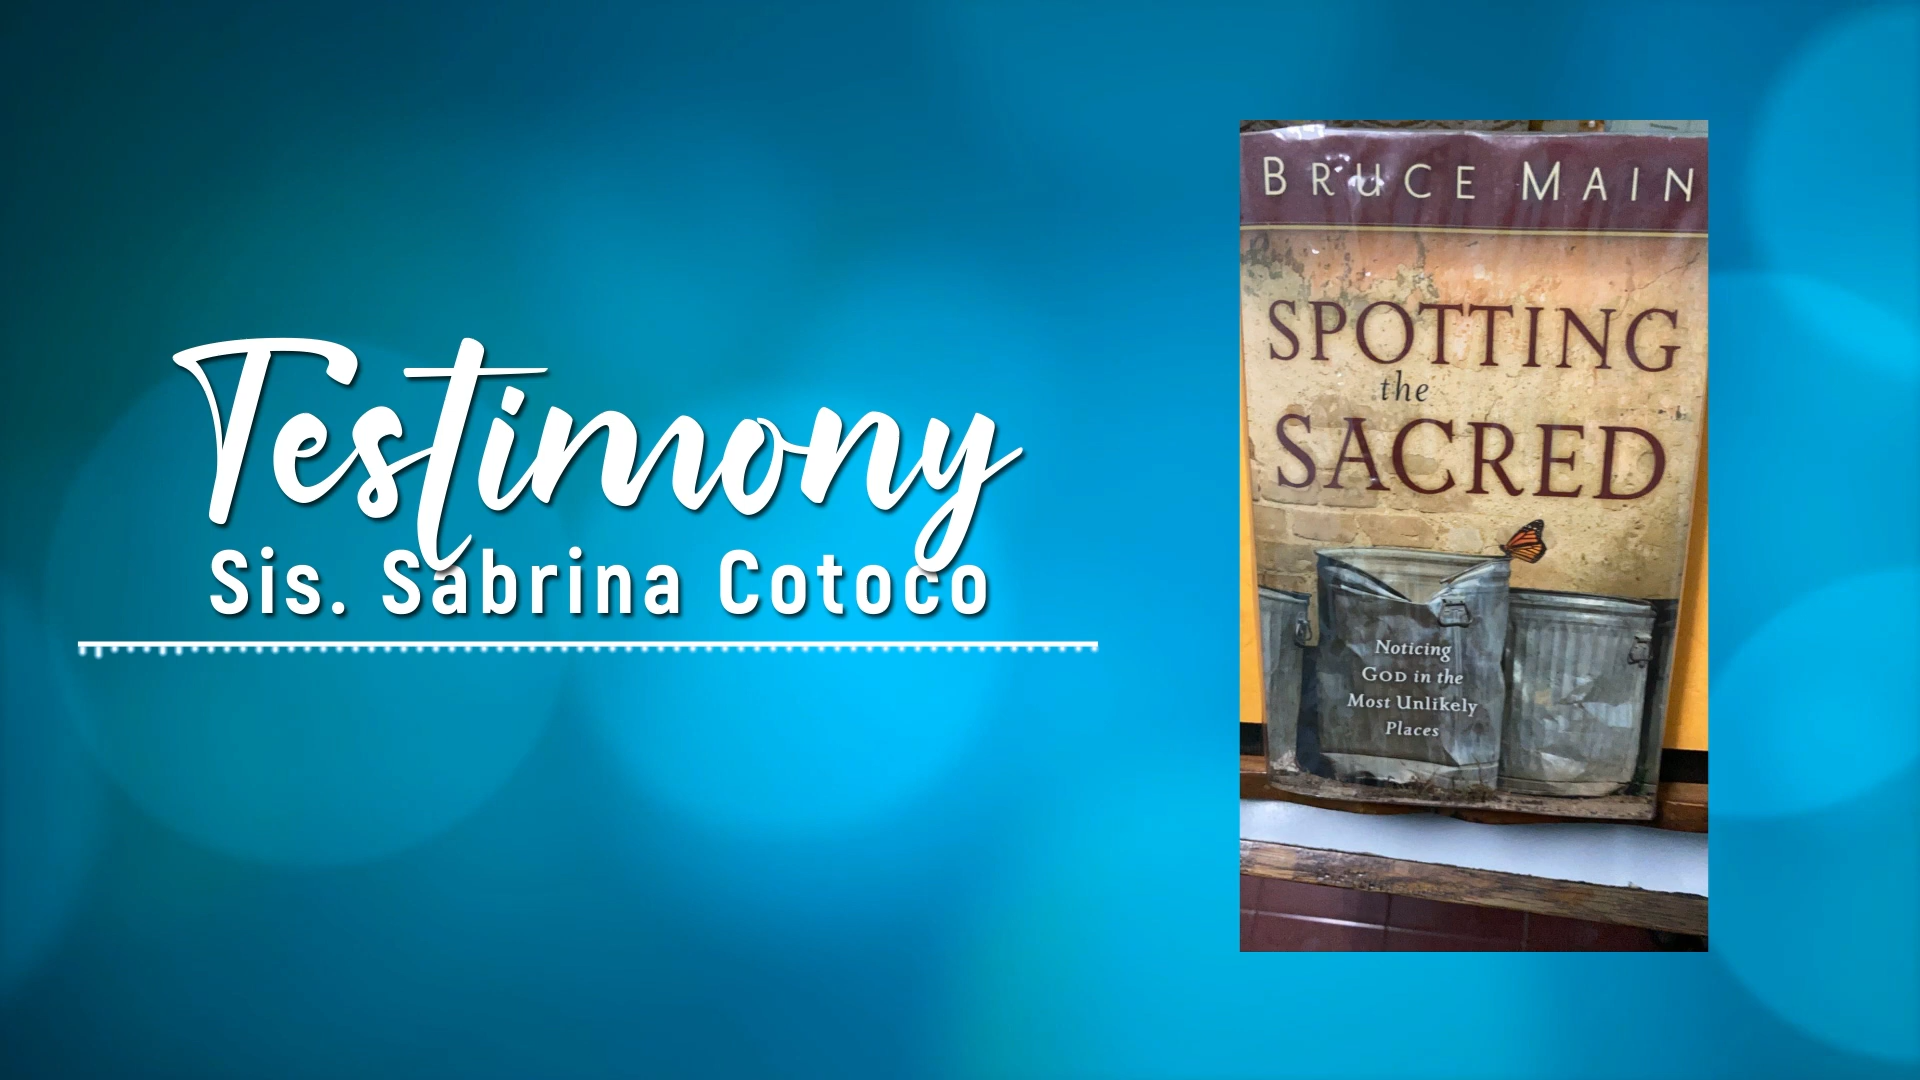 Testimony
Sis. Sabrina Cotoco
BRUCE MAIN
SPOTTING
the
SACRED
Noticing
GOD in the
Most Unlikely
Places